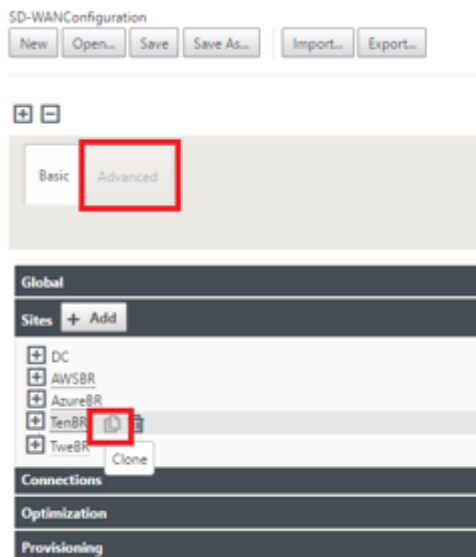 SD-WANConfiguration
New Open... Save Save As... Import... Export...
Basic Advanced
Global
Sites + Add
DC
AWSBR
AzureBR
TenBR
TweBR
Clone
Connections
Optimization
Provisioning